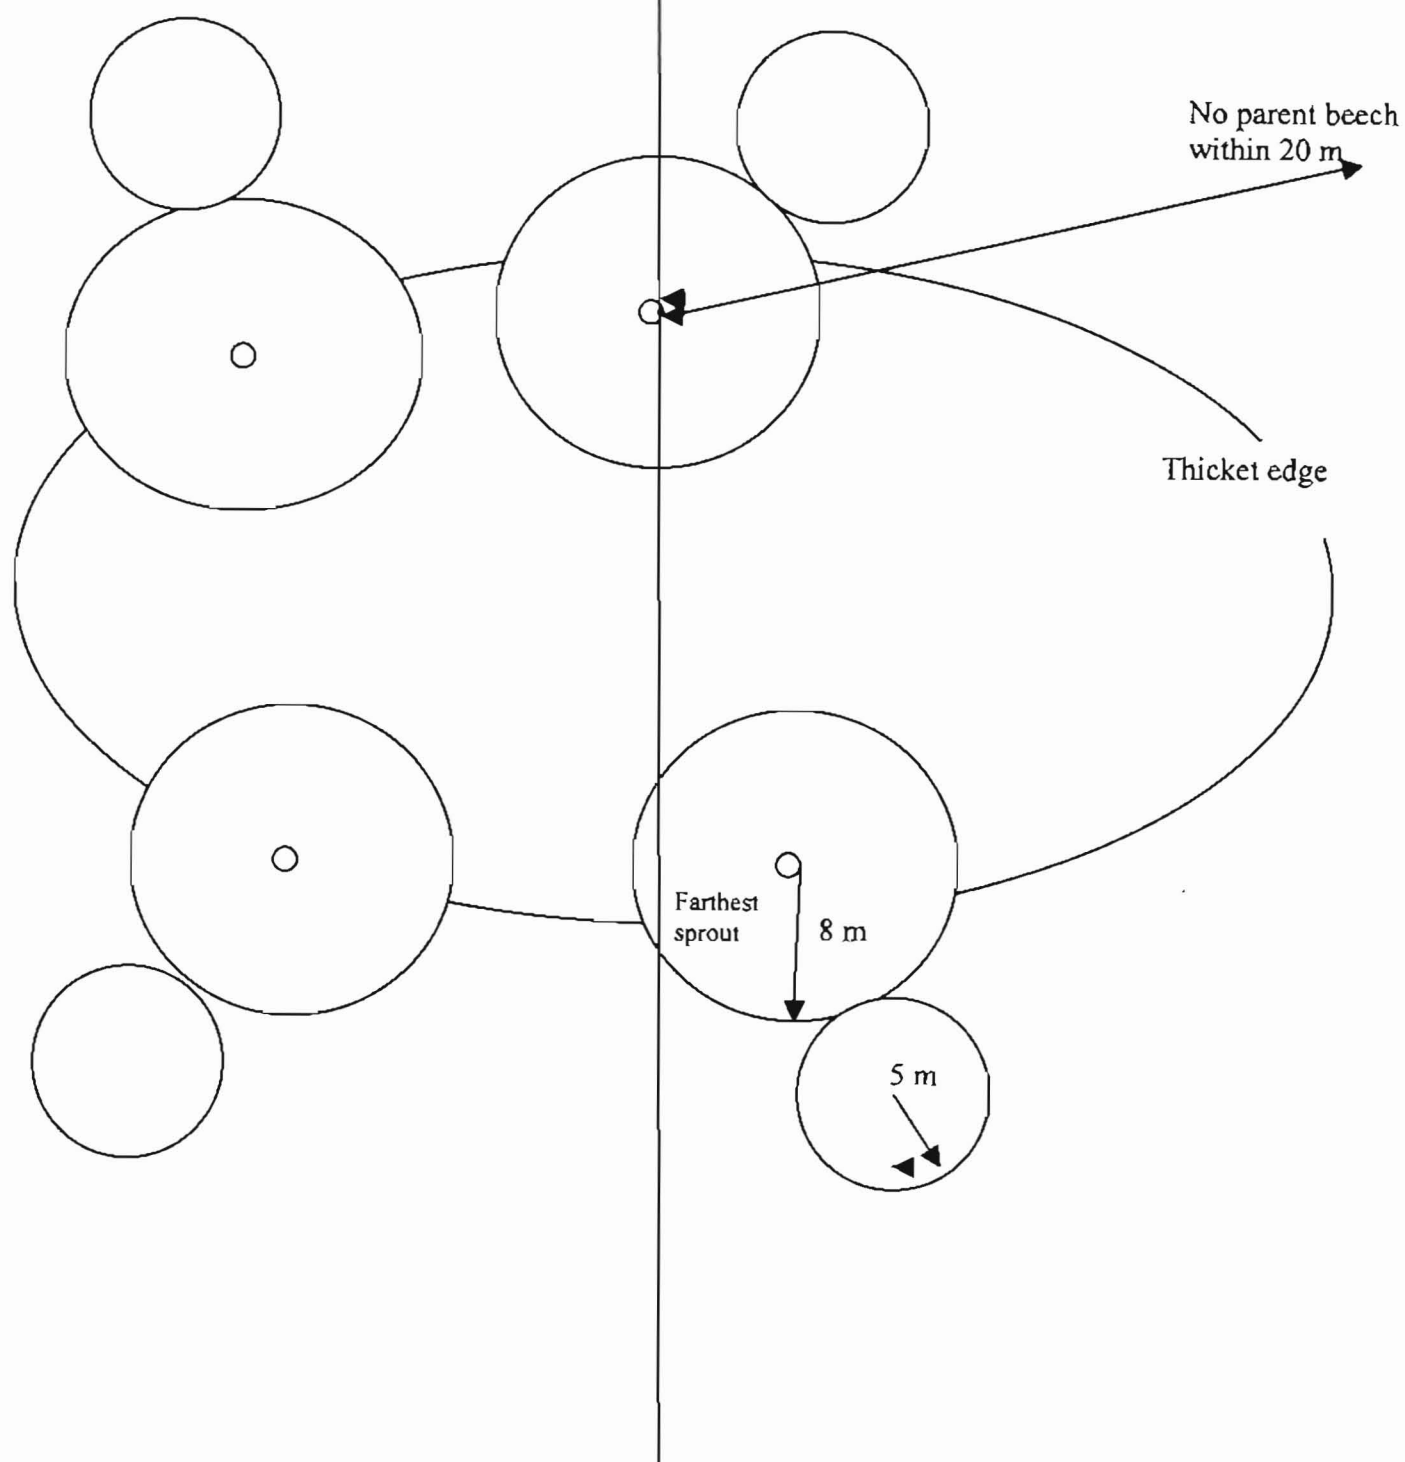 No parent beech
within 20 m
Thicket edge
Farthest
sprout
8 m
5 m